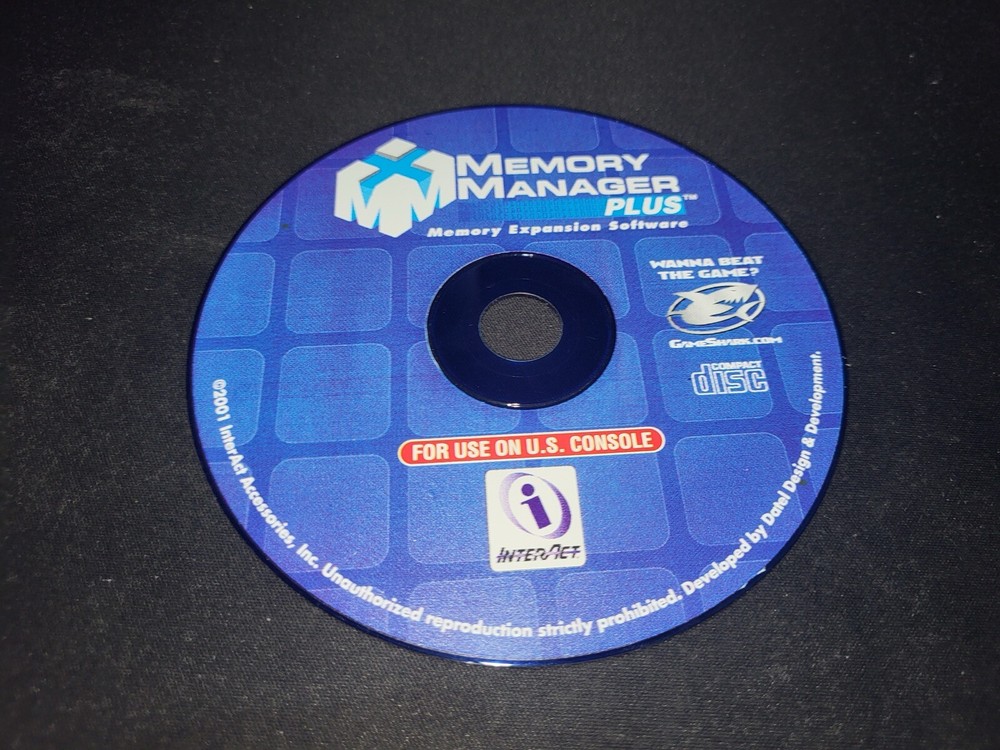 MM
MEMORY
MANAGER
PLUS™
Memory Expansion Software
WANNA BEAT
THE GAME?
GAMESHARK.COM
COMPACT
disc
FOR USE ON U.S. CONSOLE
i
INTERACT
©2001 InterAct Accessories, Inc. Unauthorized reproduction strictly prohibited. Developed by Datel Design & Development.